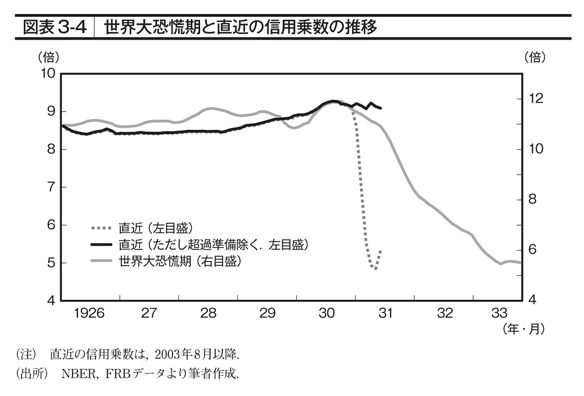 図表3-4 世界大恐慌期と直近の信用乗数の推移
(倍) (倍)
10
9
8
7
6
5
4
12
10
8
6
4
直近(左目盛)
直近(ただし超過準備除く. 左目盛)
世界大恐慌期(右目盛)
1926 27 28 29 30 31 32 33
(年・月)
(注) 直近の信用乗数は, 2003年8月以降.
(出所) NBER, FRBデータより筆者作成.